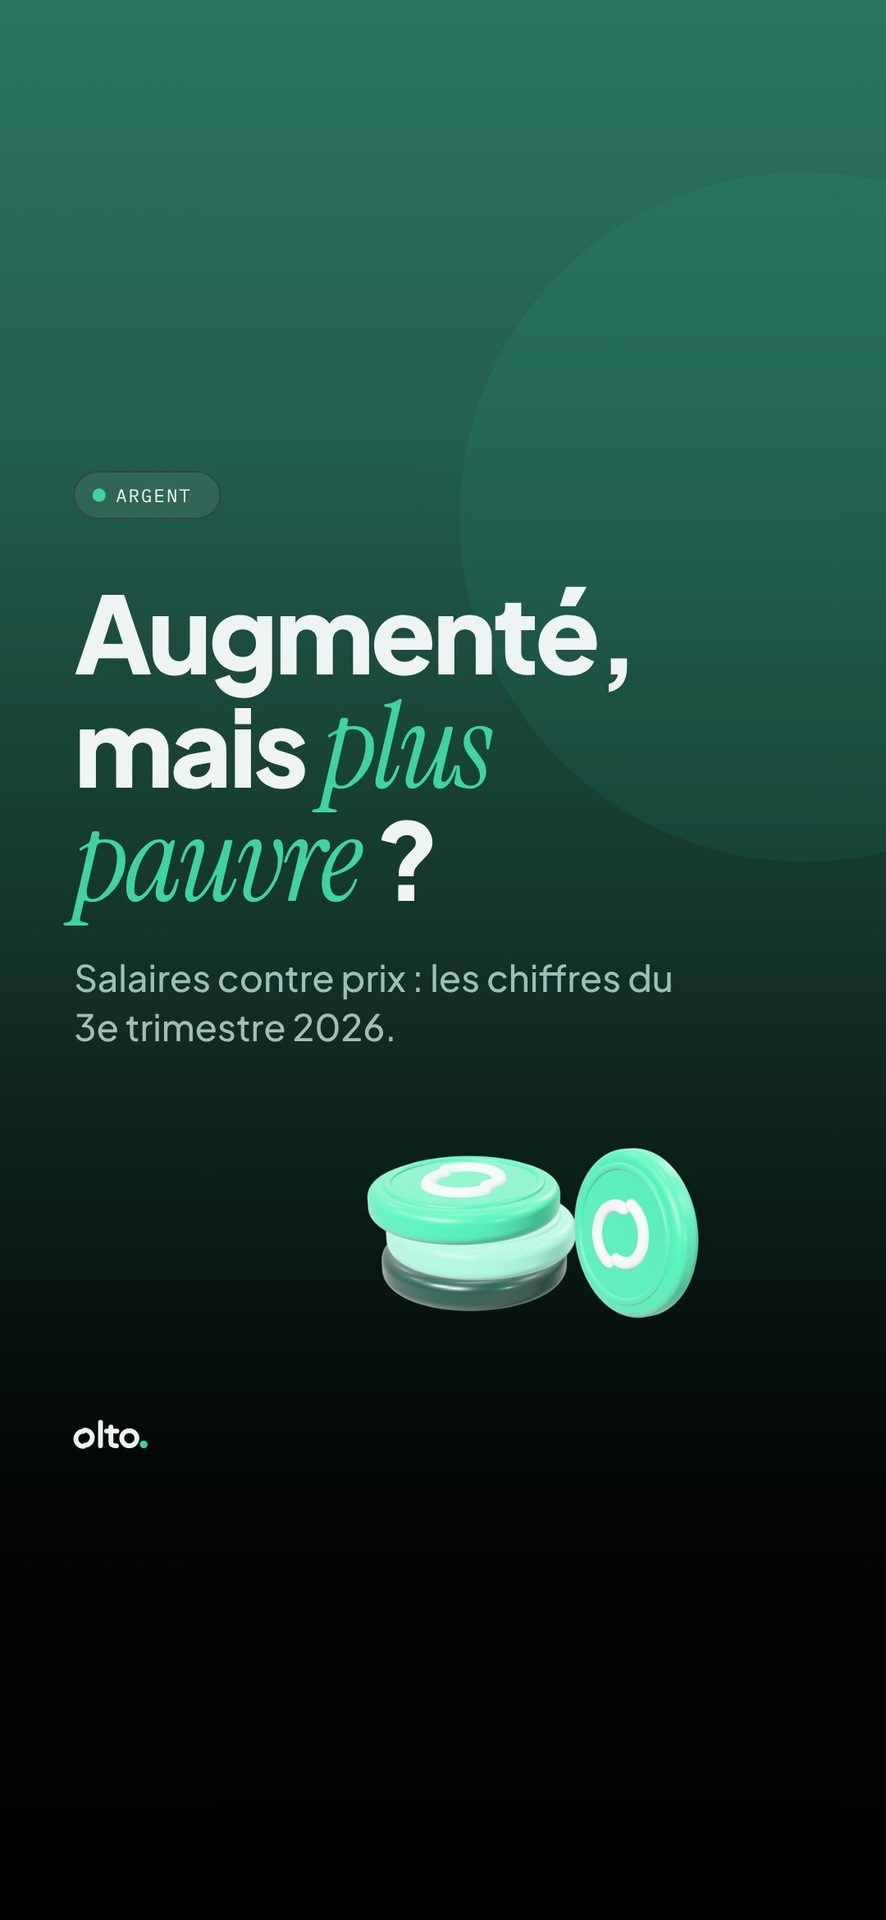 ARGENT
Augmenté,
mais plus
pauvre ?
Salaires contre prix : les chiffres du
3e trimestre 2026.
olto.